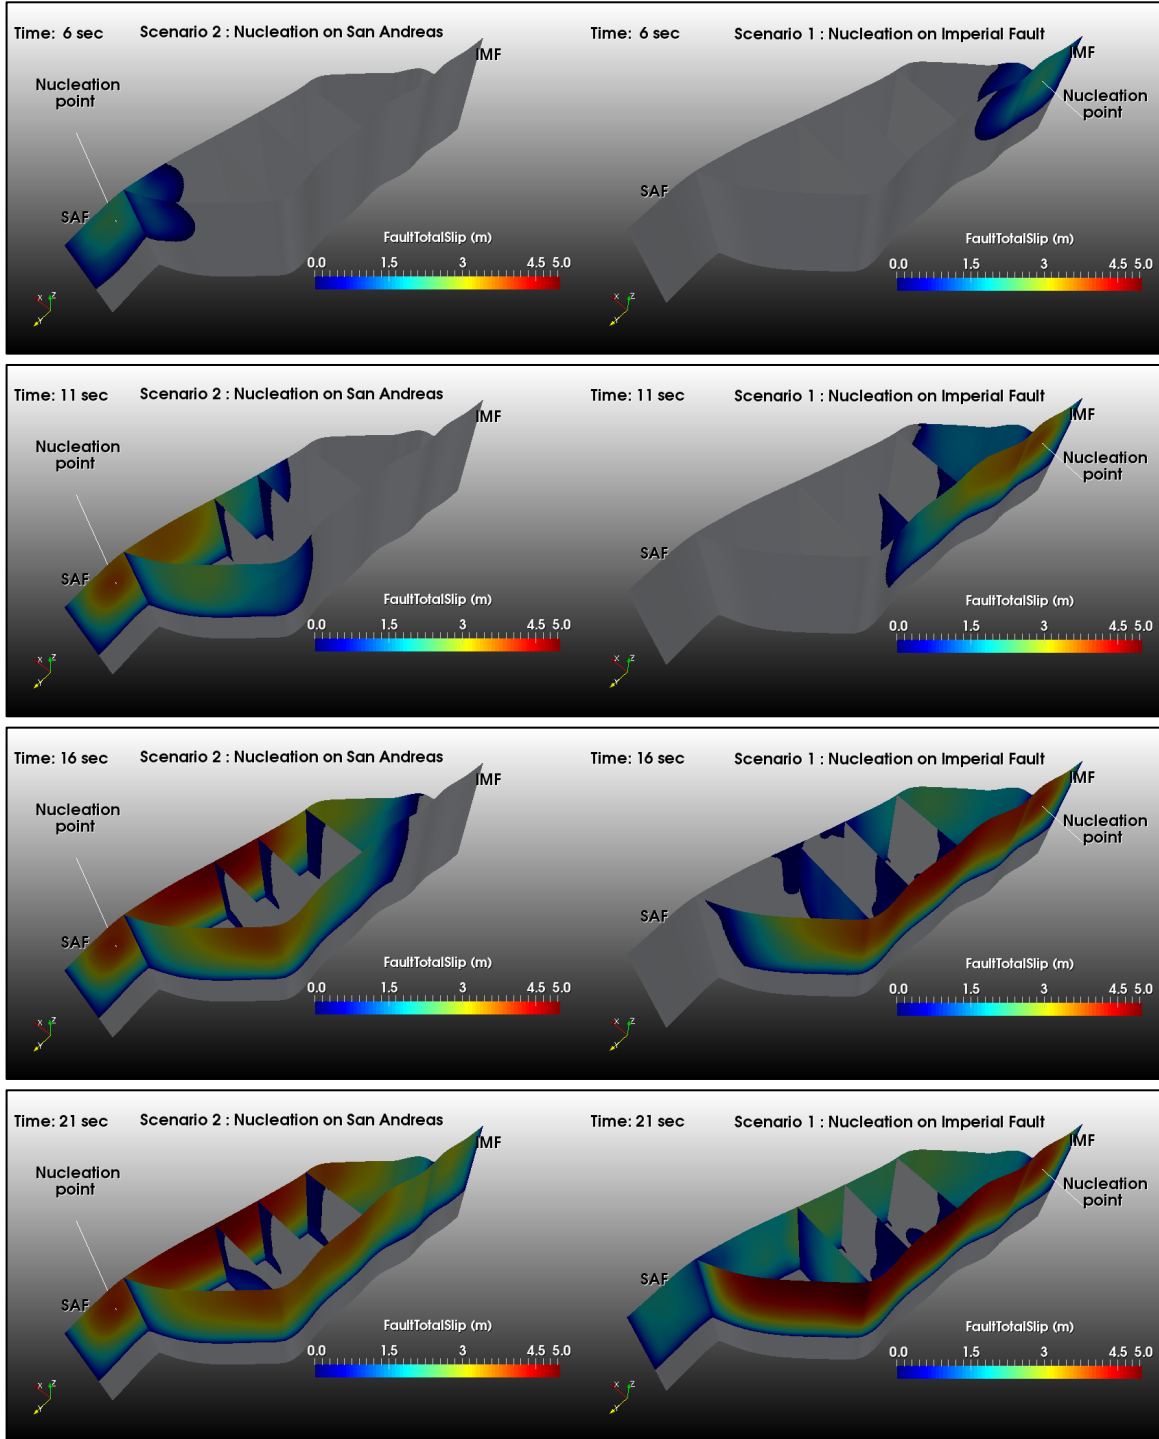 Time: 6 sec
Scenario 2 : Nucleation on San Andreas
IMF
Nucleation
point
SAF
FaultTotalSlip (m)
0.0 1.5 3 4.5 5.0
X Z
Y
Time: 6 sec
Scenario 1 : Nucleation on Imperial Fault
IMF
Nucleation
point
SAF
FaultTotalSlip (m)
0.0 1.5 3 4.5 5.0
X Z
Y
Time: 11 sec
Scenario 2 : Nucleation on San Andreas
IMF
Nucleation
point
SAF
FaultTotalSlip (m)
0.0 1.5 3 4.5 5.0
X Z
Y
Time: 11 sec
Scenario 1 : Nucleation on Imperial Fault
IMF
Nucleation
point
SAF
FaultTotalSlip (m)
0.0 1.5 3 4.5 5.0
X Z
Y
Time: 16 sec
Scenario 2 : Nucleation on San Andreas
IMF
Nucleation
point
SAF
FaultTotalSlip (m)
0.0 1.5 3 4.5 5.0
X Z
Y
Time: 16 sec
Scenario 1 : Nucleation on Imperial Fault
IMF
Nucleation
point
SAF
FaultTotalSlip (m)
0.0 1.5 3 4.5 5.0
X Z
Y
Time: 21 sec
Scenario 2 : Nucleation on San Andreas
IMF
Nucleation
point
SAF
FaultTotalSlip (m)
0.0 1.5 3 4.5 5.0
X Z
Y
Time: 21 sec
Scenario 1 : Nucleation on Imperial Fault
IMF
Nucleation
point
SAF
FaultTotalSlip (m)
0.0 1.5 3 4.5 5.0
X Z
Y